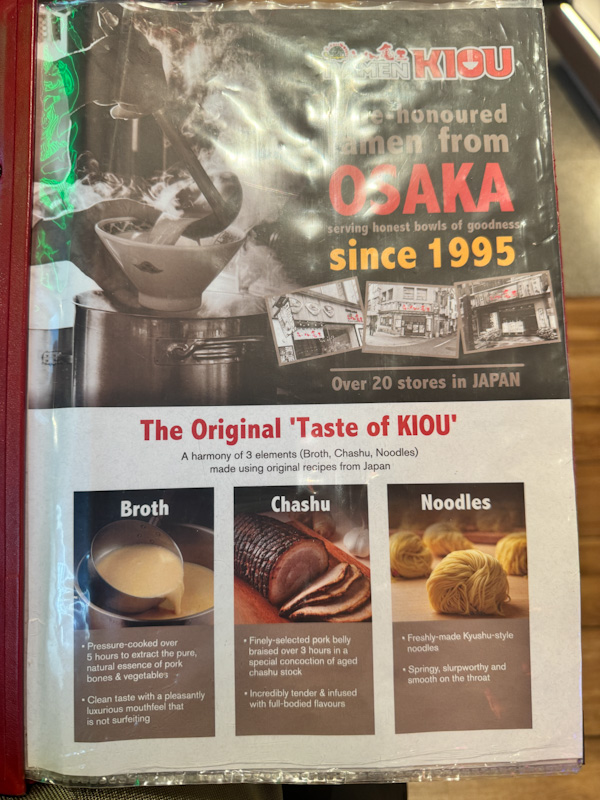 RAMEN KIOU
honoured
ramen from
OSAKA
serving honest bowls of goodness
since 1995
Over 20 stores in JAPAN
The Original 'Taste of KIOU'
A harmony of 3 elements (Broth, Chashu, Noodles)
made using original recipes from Japan
Broth
• Pressure-cooked over
5 hours to extract the pure,
natural essence of pork
bones & vegetables
• Clean taste with a pleasantly
luxurious mouthfeel that
is not surfeiting
Chashu
• Finely-selected pork belly
braised over 3 hours in a
special concoction of aged
chashu stock
• Incredibly tender & infused
with full-bodied flavours
Noodles
• Freshly-made Kyushu-style
noodles
• Springy, slurpworthy and
smooth on the throat